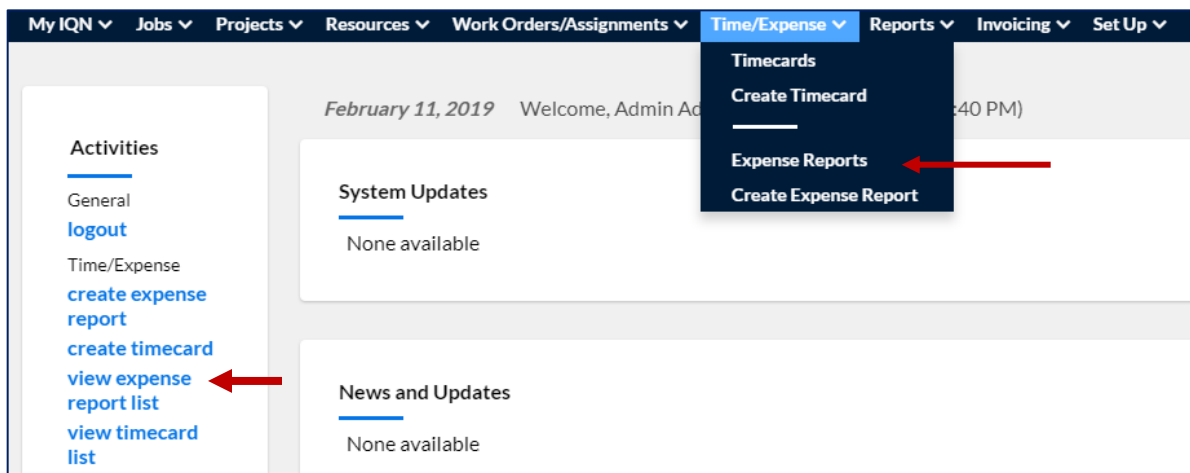 My IQN Jobs Projects Resources Work Orders/Assignments Time/Expense Reports Invoicing Set Up
Timecards
Create Timecard
Expense Reports
Create Expense Report
February 11, 2019 Welcome, Admin Ad :40 PM)
Activities
General
logout
Time/Expense
create expense
report
create timecard
view expense
report list
view timecard
list
System Updates
None available
News and Updates
None available